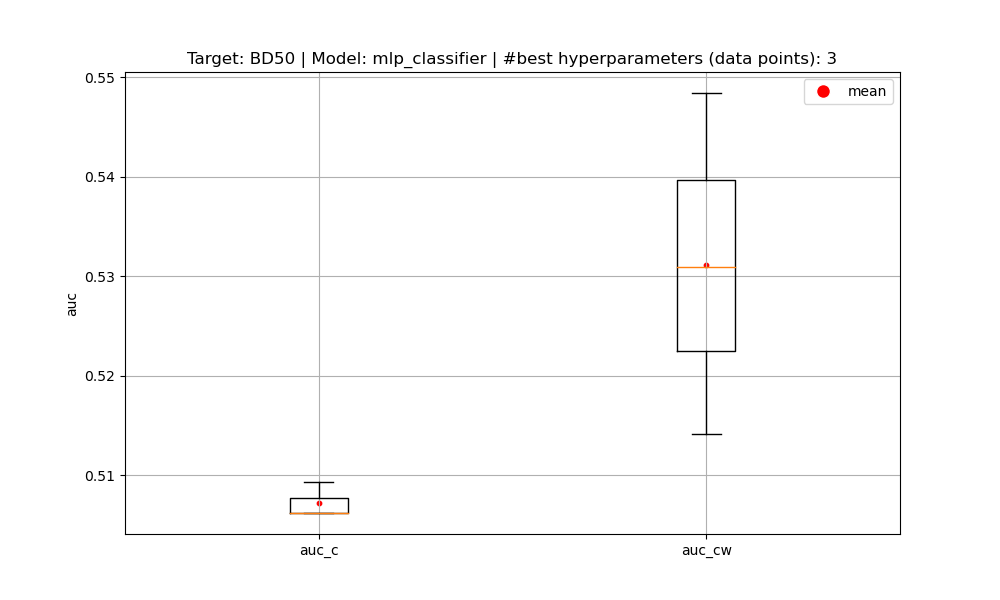 Target: BD50 | Model: mlp_classifier | #best hyperparameters (data points): 3
mean
0.55
0.54
0.53
0.52
0.51
auc
auc_c
auc_cw